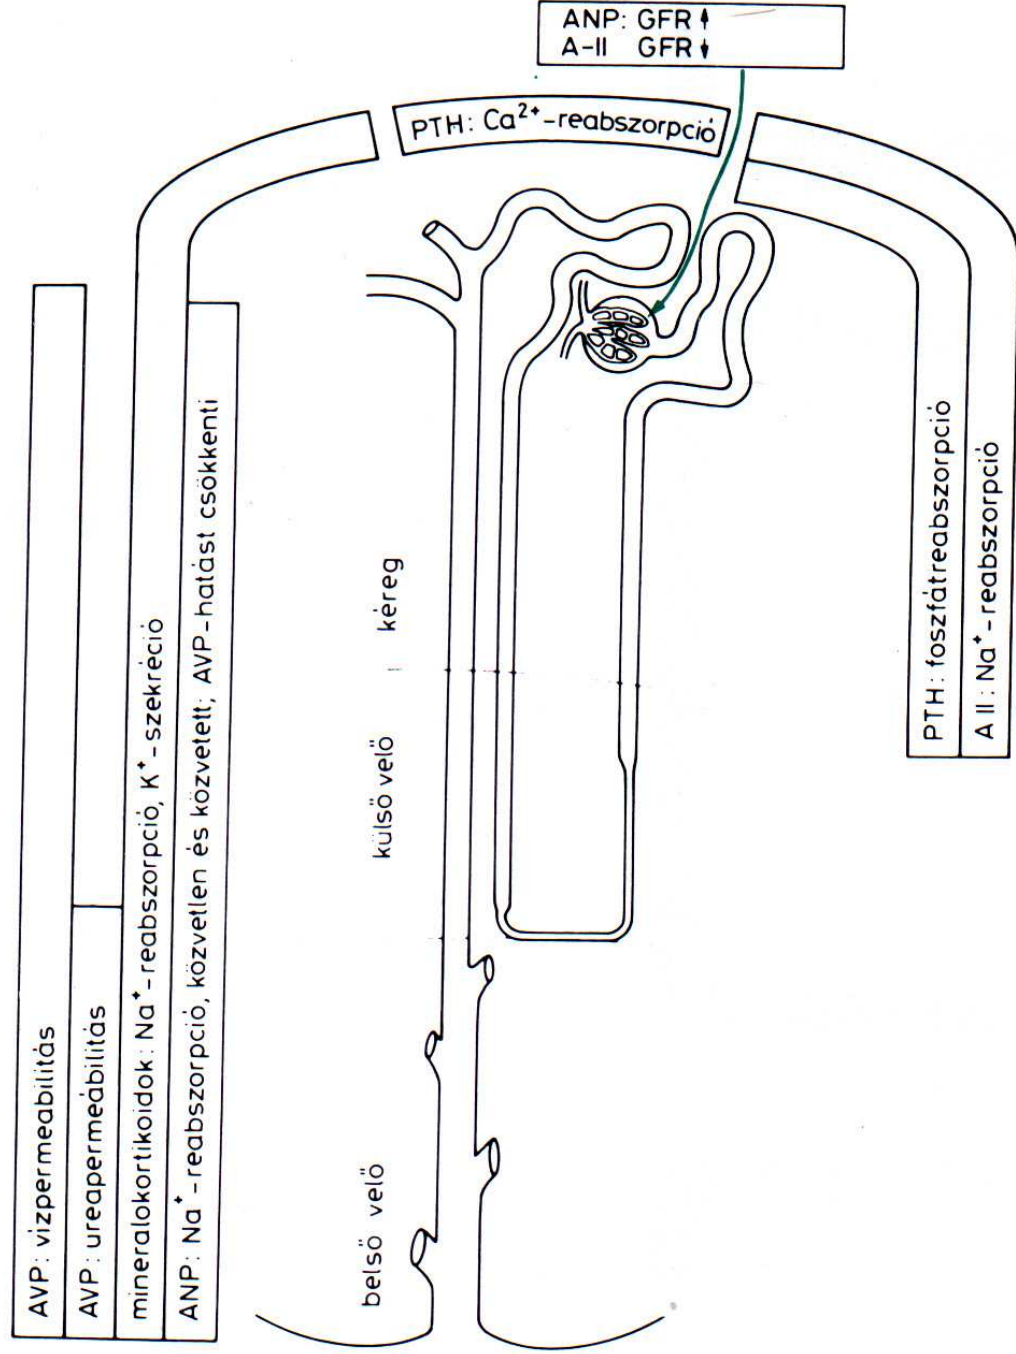 ANP: GFR ↑
A-II GFR ↓
PTH: Ca²⁺-reabszorpció
AVP: vízpermeabilitás
AVP: ureapermeábilitás
mineralokortikoidok: Na⁺-reabszorpció, K⁺-szekréció
ANP: Na⁺-reabszorpció, közvetlen és közvetett; AVP-hatást csökkenti
belső velő
külső velő
kéreg
PTH: foszfátreabszorpció
A II: Na⁺-reabszorpció